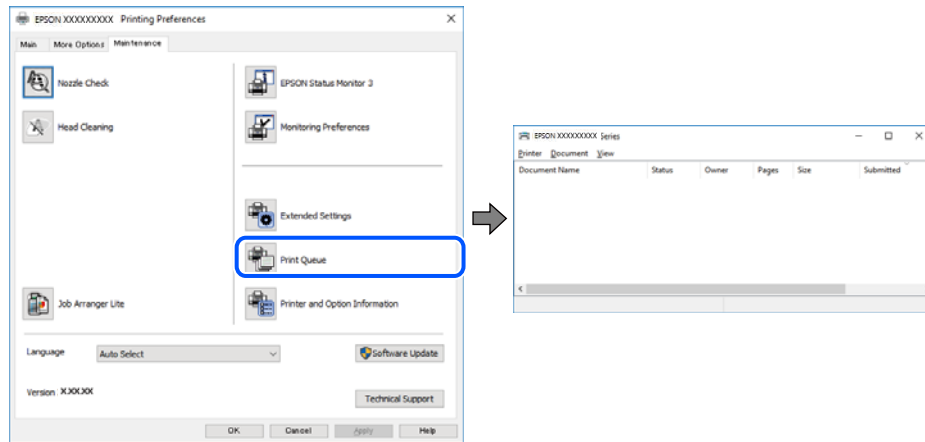 EPSON XXXXXXXXX Printing Preferences
Main More Options Maintenance
Nozzle Check
Head Cleaning
Job Arranger Lite
EPSON Status Monitor 3
Monitoring Preferences
Extended Settings
Print Queue
Printer and Option Information
Language Auto Select Software Update
Version X.XX.XX Technical Support
OK Cancel Apply Help
EPSON XXXXXXXXX Series
Printer Document View
Document Name Status Owner Pages Size Submitted